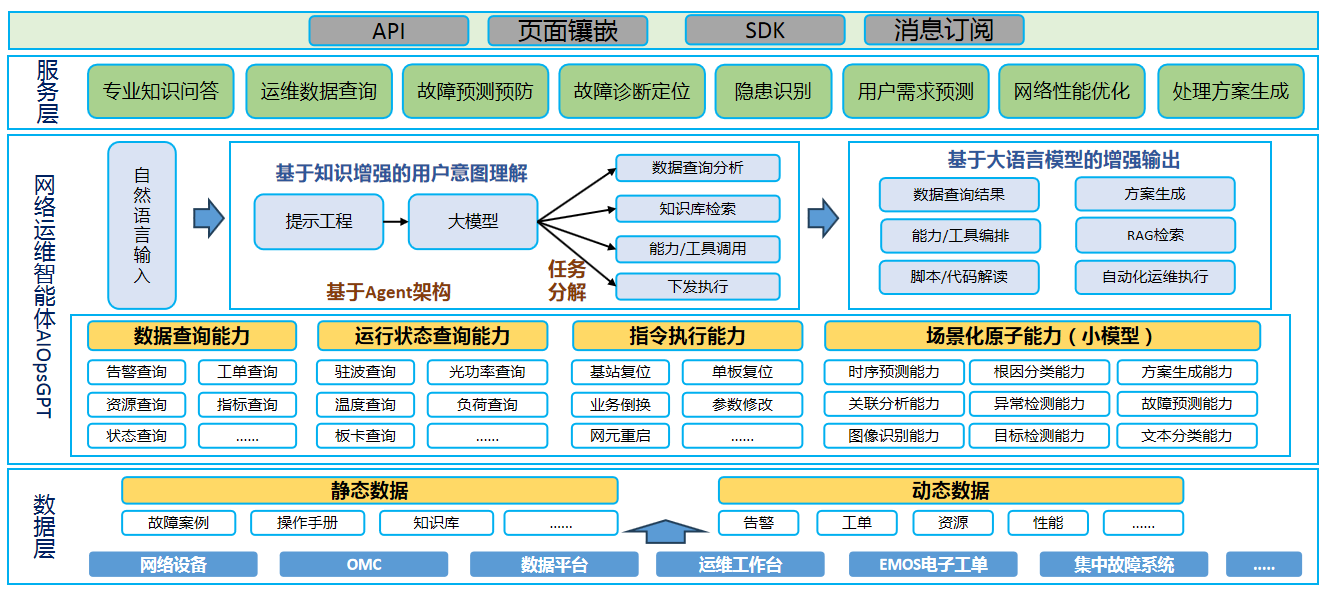 API
页面镶嵌
SDK
消息订阅
服务层
专业知识问答
运维数据查询
故障预测预防
故障诊断定位
隐患识别
用户需求预测
网络性能优化
处理方案生成
网络运维智能体AIOpsGPT
自然语言输入
基于知识增强的用户意图理解
提示工程
大模型
数据查询分析
知识库检索
能力/工具调用
下发执行
任务
分解
基于Agent架构
基于大语言模型的增强输出
数据查询结果
方案生成
能力/工具编排
RAG检索
脚本/代码解读
自动化运维执行
数据查询能力
告警查询
工单查询
资源查询
指标查询
状态查询
......
运行状态查询能力
驻波查询
光功率查询
温度查询
负荷查询
板卡查询
......
指令执行能力
基站复位
单板复位
业务倒换
参数修改
网元重启
......
场景化原子能力（小模型）
时序预测能力
根因分类能力
方案生成能力
关联分析能力
异常检测能力
故障预测能力
图像识别能力
目标检测能力
文本分类能力
数据层
静态数据
故障案例
操作手册
知识库
......
动态数据
告警
工单
资源
性能
......
网络设备
OMC
数据平台
运维工作台
EMOS电子工单
集中故障系统
.....